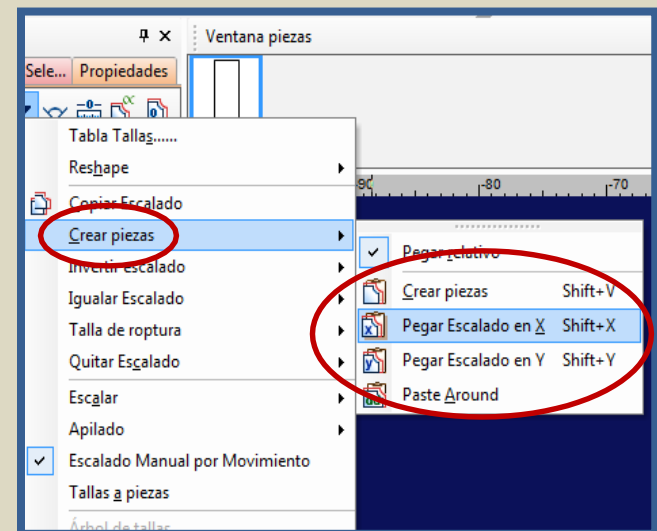 Ventana piezas
Sele... Propiedades
Tabla Tallas......
Reshape
Copiar Escalado
Crear piezas
Invertir escalado
Igualar Escalado
Talla de roptura
Quitar Escalado
Escalar
Apilado
Escalado Manual por Movimiento
Tallas a piezas
Árbol de tallas
-90 -80 -70
Pegar relativo
Crear piezas Shift+V
Pegar Escalado en X Shift+X
Pegar Escalado en Y Shift+Y
Paste Around